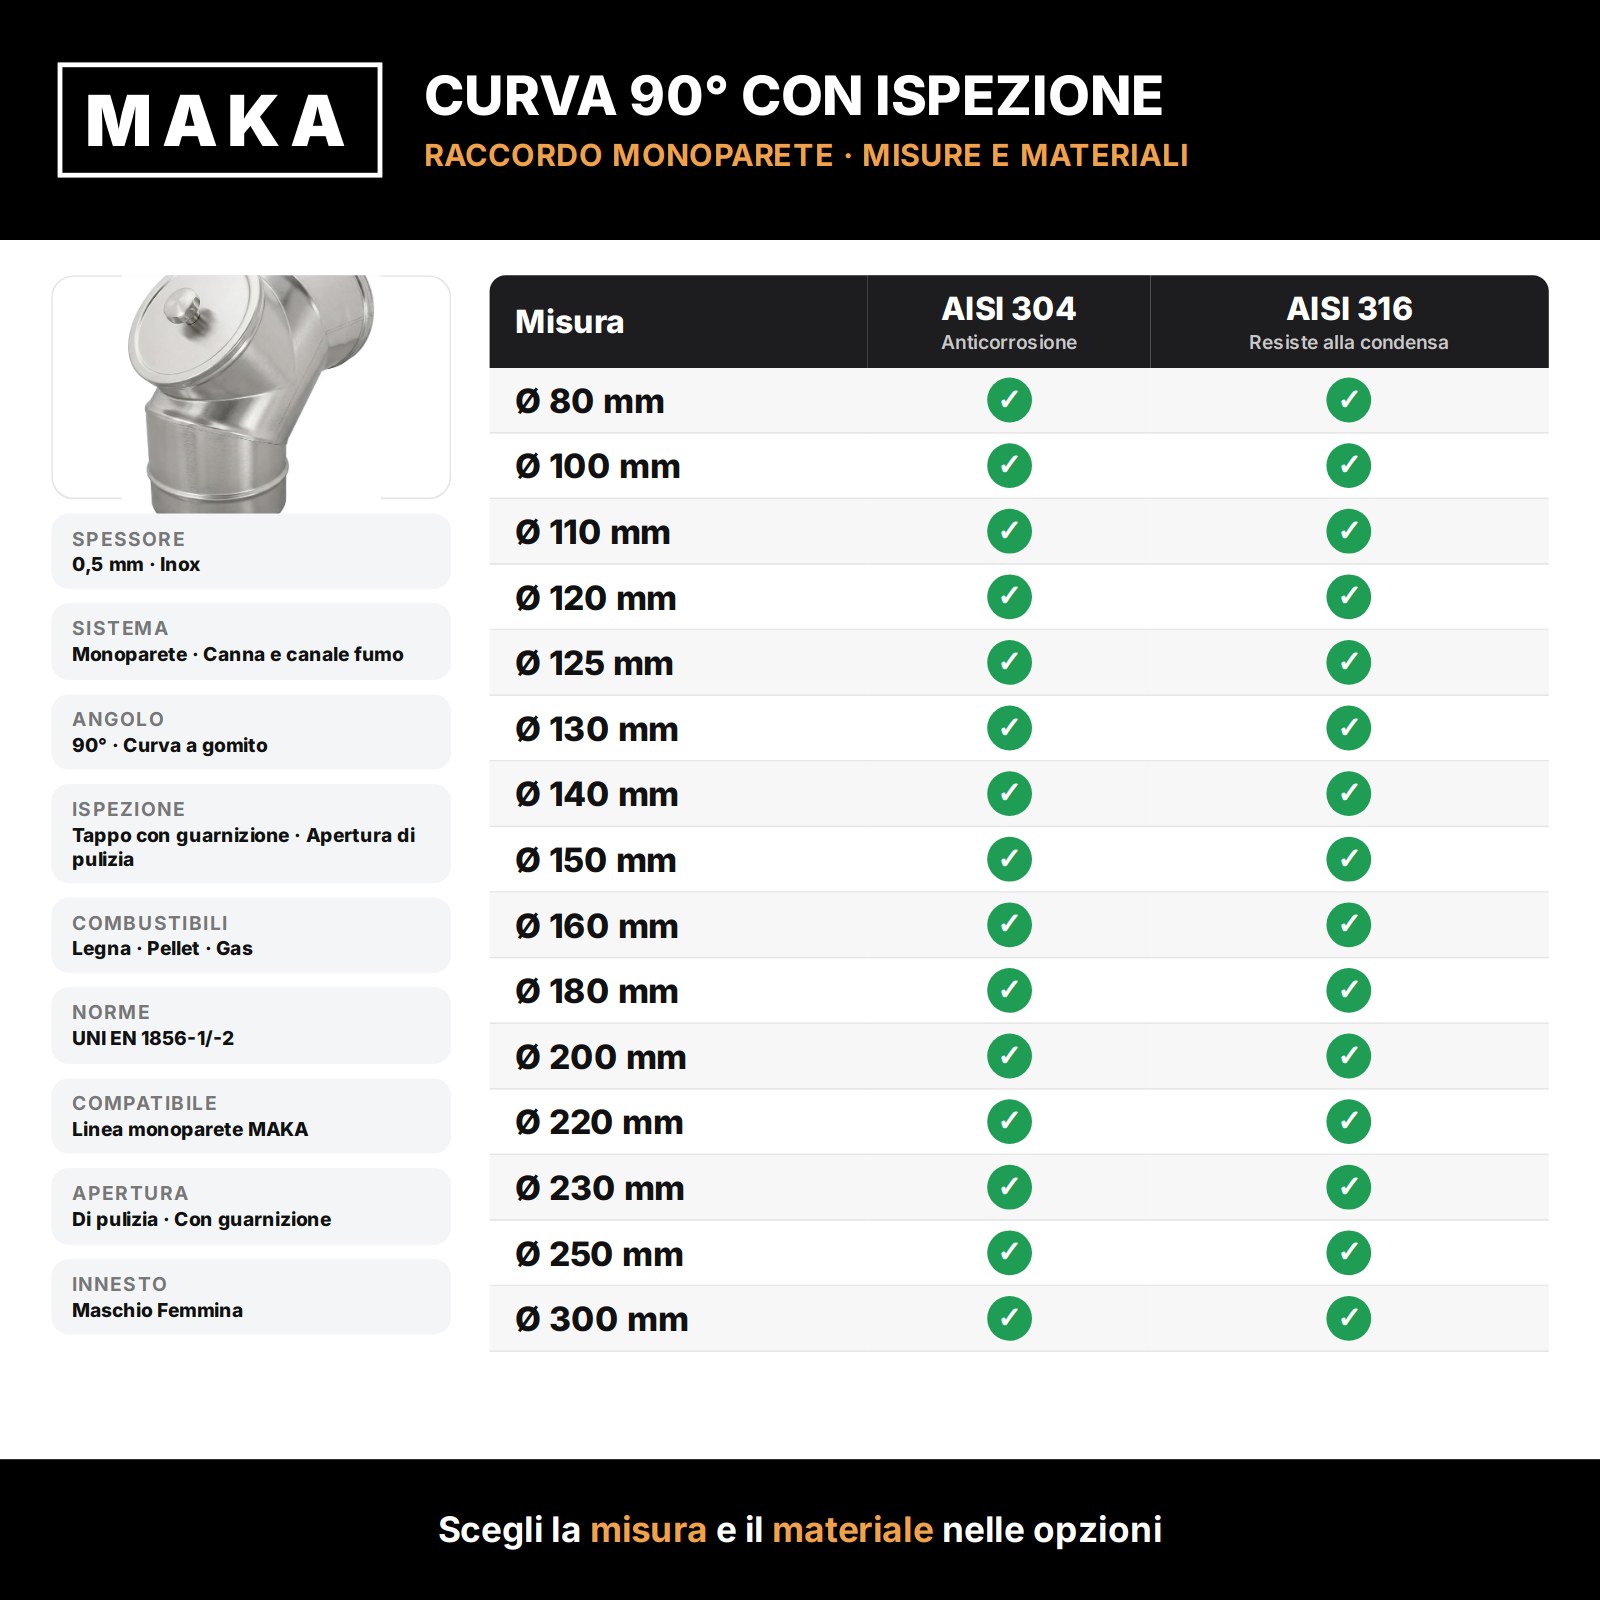 MAKA
CURVA 90° CON ISPEZIONE
RACCORDO MONOPARETE · MISURE E MATERIALI
SPESSORE
0,5 mm · Inox
SISTEMA
Monoparete · Canna e canale fumo
ANGOLO
90° · Curva a gomito
ISPEZIONE
Tappo con guarnizione · Apertura di
pulizia
COMBUSTIBILI
Legna · Pellet · Gas
NORME
UNI EN 1856-1/-2
COMPATIBILE
Linea monoparete MAKA
APERTURA
Di pulizia · Con guarnizione
INNESTO
Maschio Femmina
Misura AISI 304 AISI 316
Anticorrosione Resiste alla condensa
Ø 80 mm ✓ ✓
Ø 100 mm ✓ ✓
Ø 110 mm ✓ ✓
Ø 120 mm ✓ ✓
Ø 125 mm ✓ ✓
Ø 130 mm ✓ ✓
Ø 140 mm ✓ ✓
Ø 150 mm ✓ ✓
Ø 160 mm ✓ ✓
Ø 180 mm ✓ ✓
Ø 200 mm ✓ ✓
Ø 220 mm ✓ ✓
Ø 230 mm ✓ ✓
Ø 250 mm ✓ ✓
Ø 300 mm ✓ ✓
Scegli la misura e il materiale nelle opzioni